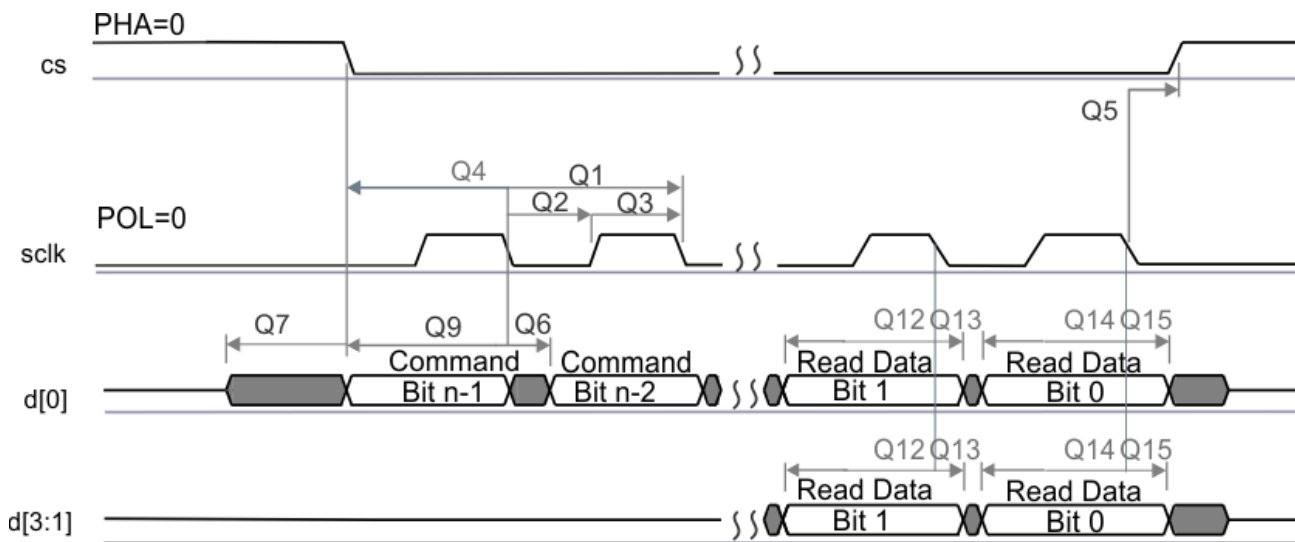 PHA=0
cs
Q5
Q4 Q1
Q2 Q3
POL=0
sclk
Q7 Q9 Q6 Q12 Q13 Q14 Q15
Command Command Read Data Read Data
d[0] Bit n-1 Bit n-2 Bit 1 Bit 0
Q12 Q13 Q14 Q15
Read Data Read Data
d[3:1] Bit 1 Bit 0